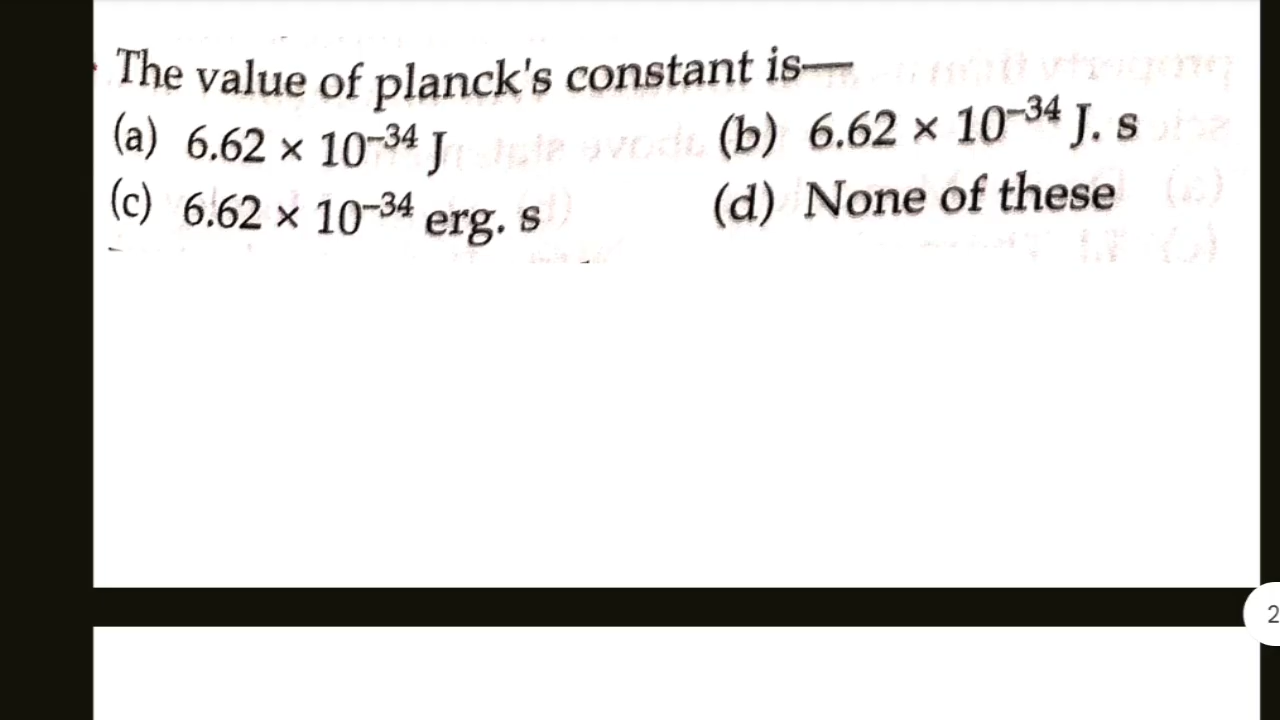 The value of planck's constant is—
(a) 6.62 × 10⁻³⁴ J (b) 6.62 × 10⁻³⁴ J. s
(c) 6.62 × 10⁻³⁴ erg. s (d) None of these
2